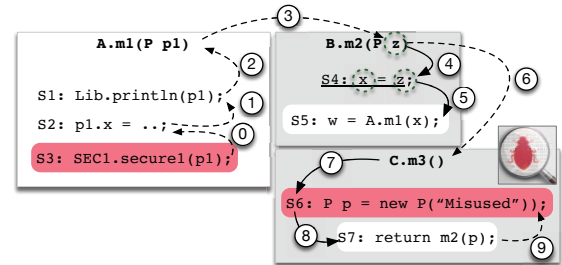 A.m1(P p1)
S1: Lib.println(p1);
S2: p1.x = ..;
S3: SEC1.secure1(p1);
B.m2(P z)
S4: x = z;
S5: w = A.m1(x);
C.m3()
S6: P p = new P(“Misused”));
S7: return m2(p);
0
1
2
3
4
5
6
7
8
9